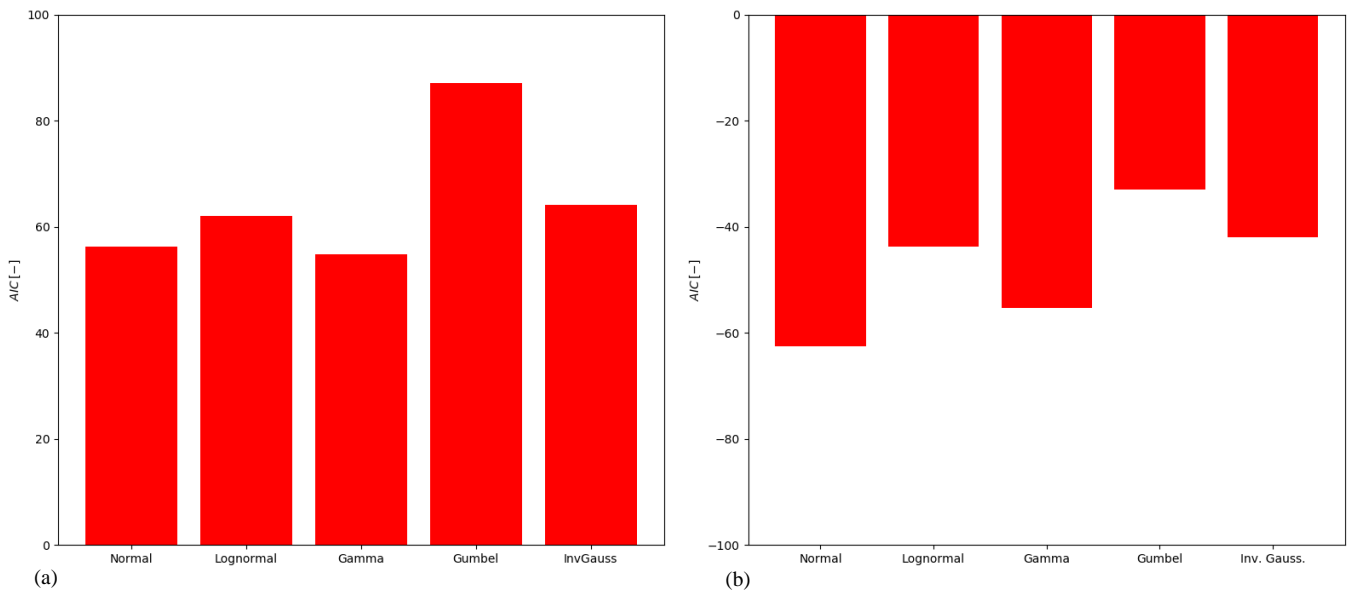 100
80
60
40
20
0
AIC [−]
Normal Lognormal Gamma Gumbel InvGauss
(a)
0
−20
−40
−60
−80
−100
AIC [−]
Normal Lognormal Gamma Gumbel Inv. Gauss.
(b)